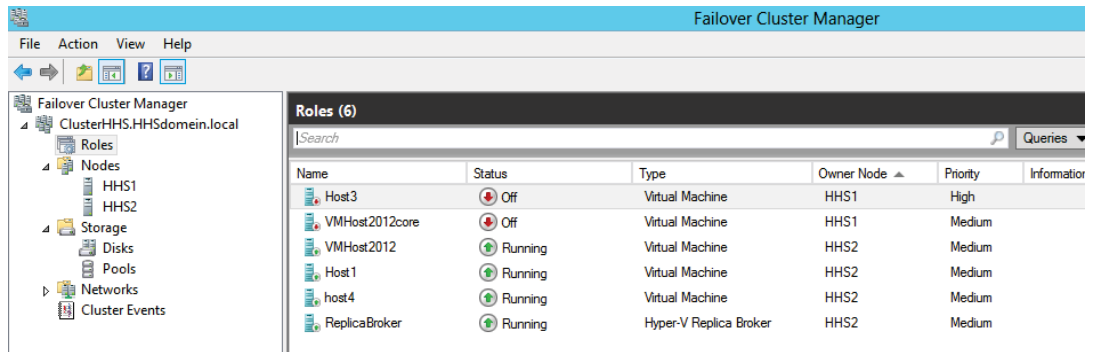 Failover Cluster Manager
File Action View Help
Failover Cluster Manager
ClusterHHS.HHSdomein.local
Roles
Nodes
HHS1
HHS2
Storage
Disks
Pools
Networks
Cluster Events
Roles (6)
Search Queries
Name Status Type Owner Node Priority Information
Host3 Off Virtual Machine HHS1 High
VMHost2012core Off Virtual Machine HHS1 Medium
VMHost2012 Running Virtual Machine HHS2 Medium
Host1 Running Virtual Machine HHS2 Medium
host4 Running Virtual Machine HHS2 Medium
ReplicaBroker Running Hyper-V Replica Broker HHS2 Medium